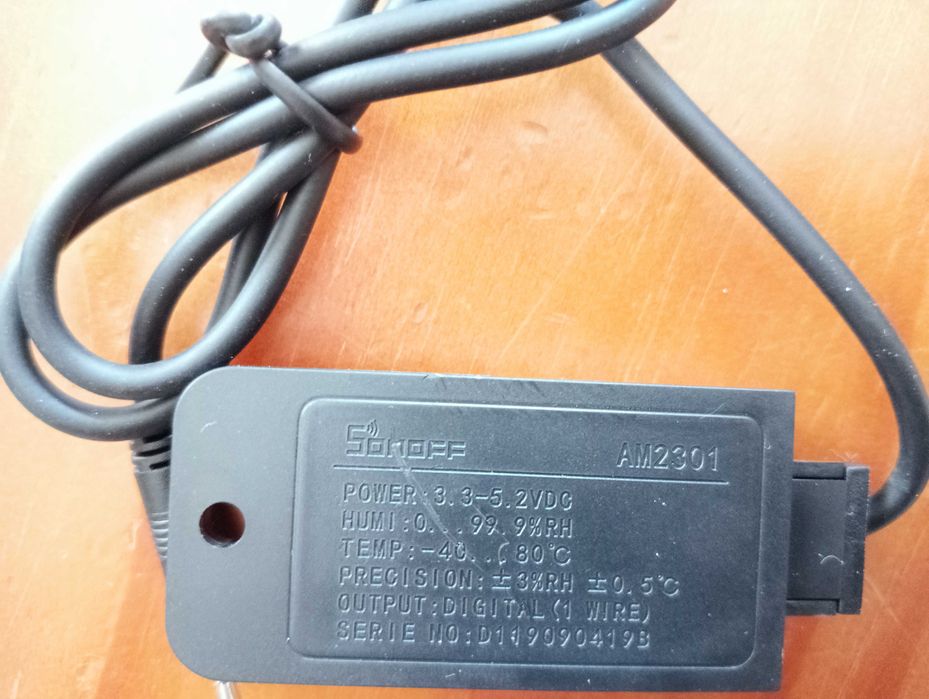 SONOFF
AM2301
POWER:3.3-5.2VDC
HUMI:0...99.9%RH
TEMP:-40...80℃
PRECISION:±3%RH ±0.5℃
OUTPUT:DIGITAL(1 WIRE)
SERIE NO:D119090419B